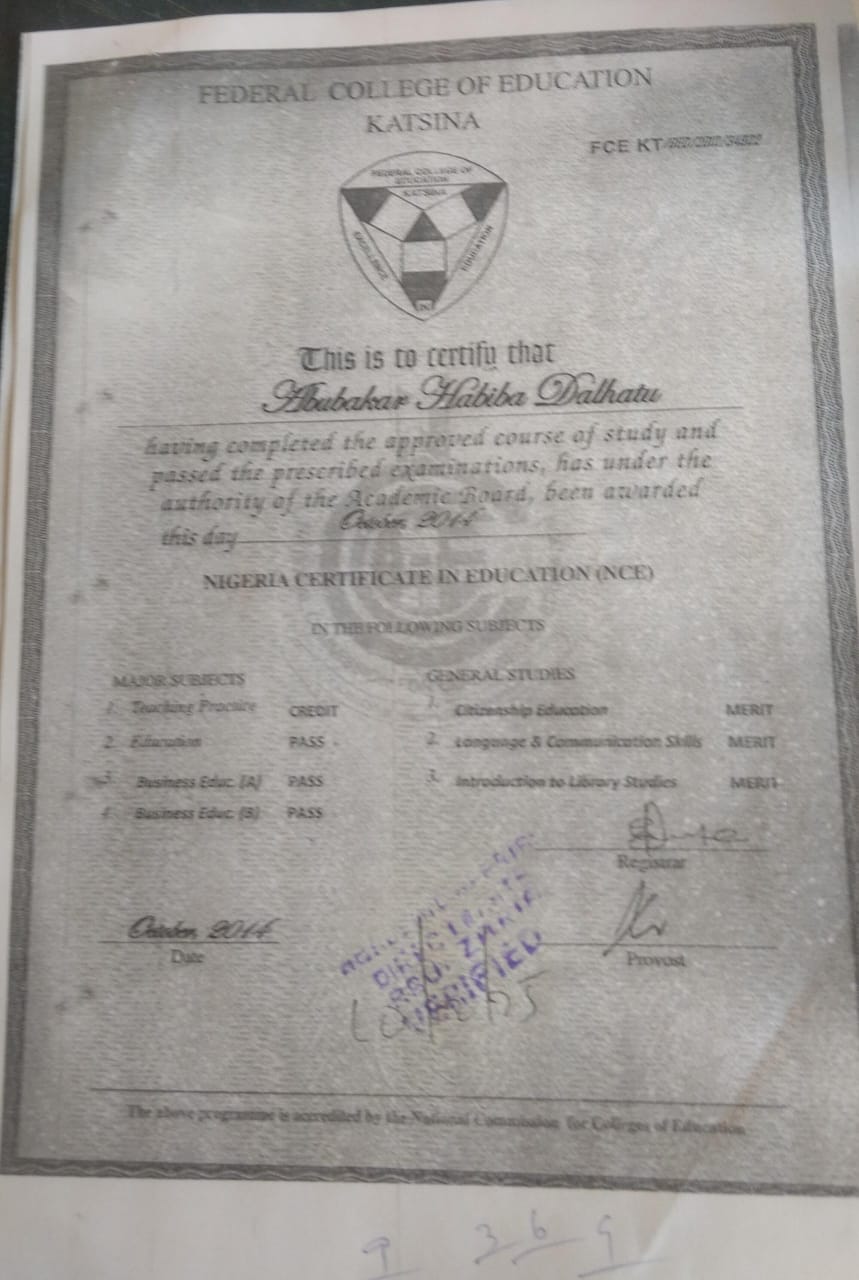 FEDERAL COLLEGE OF EDUCATION
KATSINA
FCE KT
FEDERAL COLLEGE OF
EDUCATION
KATSINA
EXCELLENCE
EDUCATION
This is to certify that
Abubakar Habiba Dalhatu
having completed the approved course of study and
passed the prescribed examinations, has under the
authority of the Academic Board, been awarded
this day October, 2014
NIGERIA CERTIFICATE IN EDUCATION (NCE)
IN THE FOLLOWING SUBJECTS
MAJOR SUBJECTS
1. Teaching Practice CREDIT
2. Education PASS
3. Business Educ. (A) PASS
4. Business Educ. (B) PASS
GENERAL STUDIES
1. Citizenship Education MERIT
2. Language & Communication Skills MERIT
3. Introduction to Library Studies MERIT
Registrar
October, 2014
Date
Provost
VERIFIED
The above programme is accredited by the National Commission for Colleges of Education